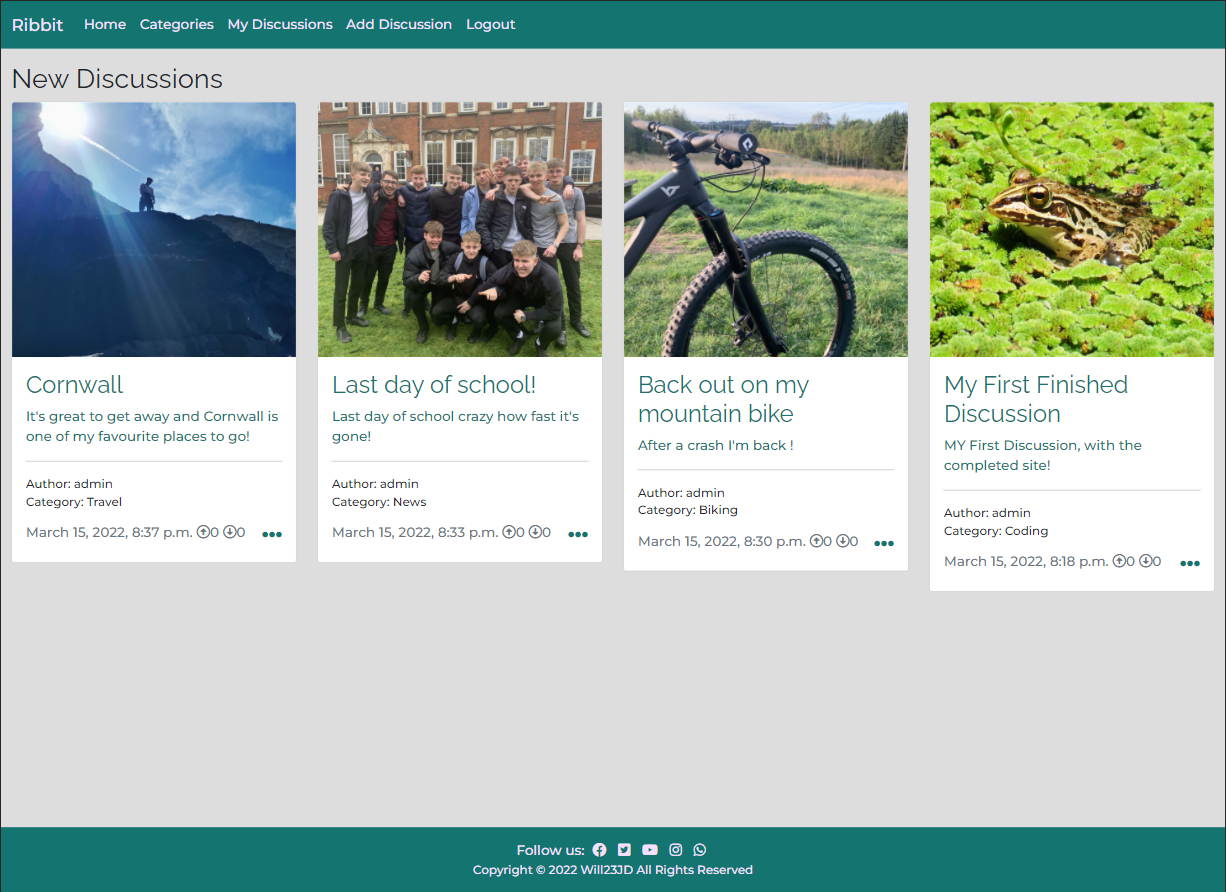 Ribbit Home Categories My Discussions Add Discussion Logout
New Discussions
Cornwall
It's great to get away and Cornwall is
one of my favourite places to go!
Author: admin
Category: Travel
March 15, 2022, 8:37 p.m. 0 0
Last day of school!
Last day of school crazy how fast it's
gone!
Author: admin
Category: News
March 15, 2022, 8:33 p.m. 0 0
Back out on my
mountain bike
After a crash I'm back !
Author: admin
Category: Biking
March 15, 2022, 8:30 p.m. 0 0
My First Finished
Discussion
MY First Discussion, with the
completed site!
Author: admin
Category: Coding
March 15, 2022, 8:18 p.m. 0 0
Follow us:
Copyright © 2022 Will23JD All Rights Reserved